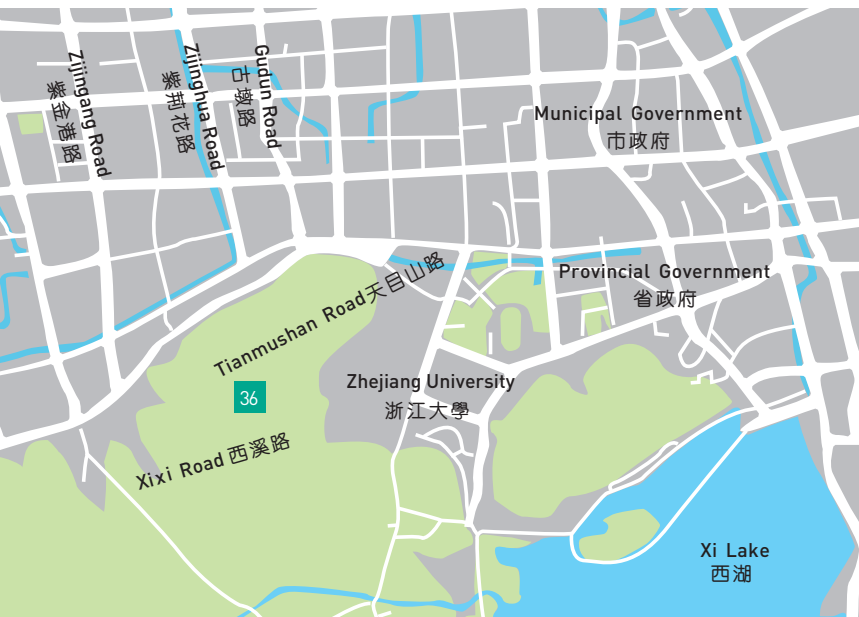 Zijingang Road
紫金港路
Zijinghua Road
紫荆花路
Gudun Road
古墩路
Municipal Government
市政府
Provincial Government
省政府
Tianmushan Road天目山路
Zhejiang University
浙江大學
36
Xixi Road 西溪路
Xi Lake
西湖